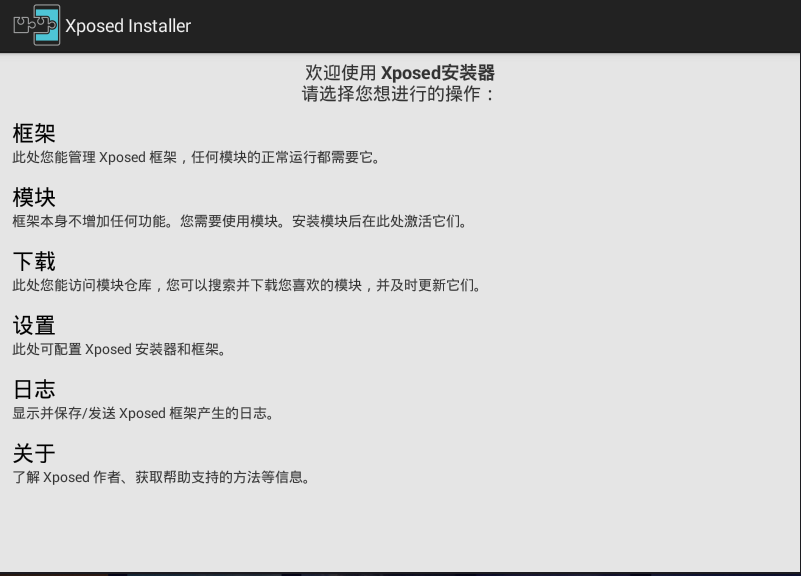 Xposed Installer
欢迎使用 Xposed安装器
请选择您想进行的操作：
框架
此处您能管理 Xposed 框架，任何模块的正常运行都需要它。
模块
框架本身不增加任何功能。您需要使用模块。安装模块后在此处激活它们。
下载
此处您能访问模块仓库，您可以搜索并下载您喜欢的模块，并及时更新它们。
设置
此处可配置 Xposed 安装器和框架。
日志
显示并保存/发送 Xposed 框架产生的日志。
关于
了解 Xposed 作者、获取帮助支持的方法等信息。